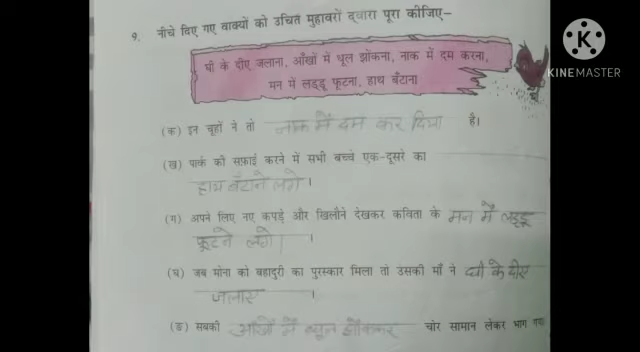 ९. नीचे दिए गए वाक्यों को उचित मुहावरों द्वारा पूरा कीजिए–
घी के दीए जलाना, आँखों में धूल झोंकना, नाक में दम करना,
मन में लड्डू फूटना, हाथ बँटाना
KINEMASTER
(क) इन चूहों ने तो नाक में दम कर दिया है।
(ख) पार्क की सफ़ाई करने में सभी बच्चे एक-दूसरे का
हाथ बँटाने लगे।
(ग) अपने लिए नए कपड़े और खिलौने देखकर कविता के मन में लड्डू
फूटने लगे।
(घ) जब मोना को बहादुरी का पुरस्कार मिला तो उसकी माँ ने घी के दीए
जलाए।
(ङ) सबकी आँखों में धूल झोंककर चोर सामान लेकर भाग गया